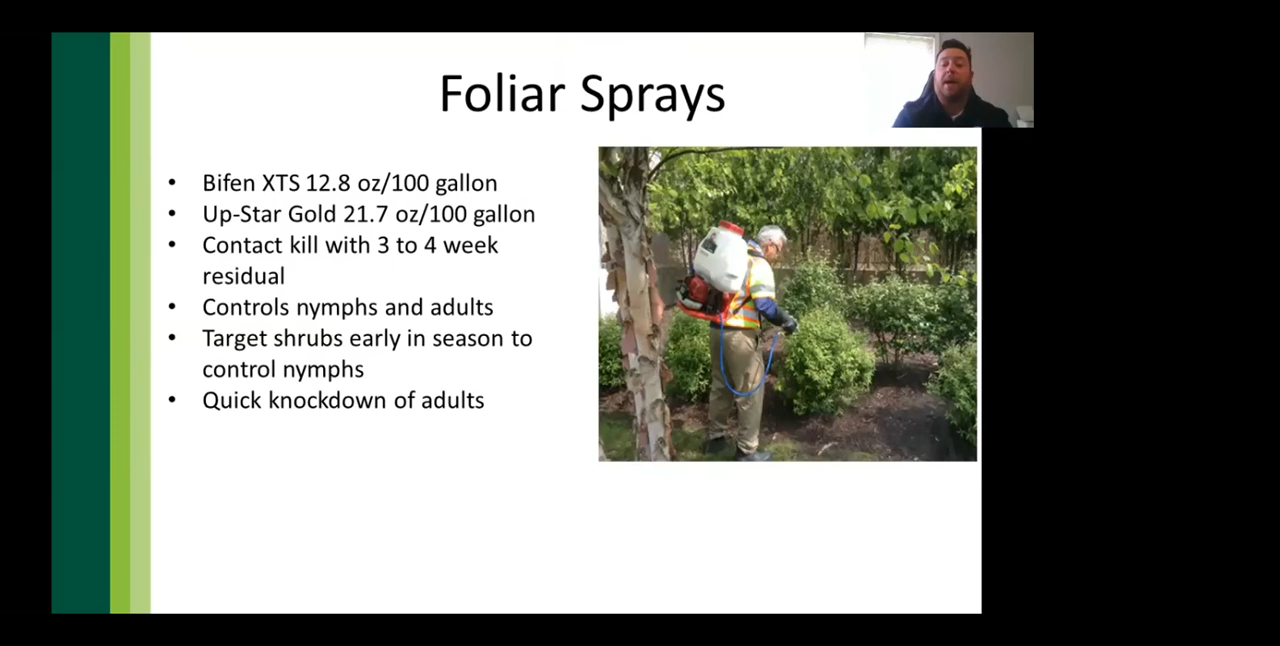 Foliar Sprays
• Bifen XTS 12.8 oz/100 gallon
• Up-Star Gold 21.7 oz/100 gallon
• Contact kill with 3 to 4 week
residual
• Controls nymphs and adults
• Target shrubs early in season to
control nymphs
• Quick knockdown of adults